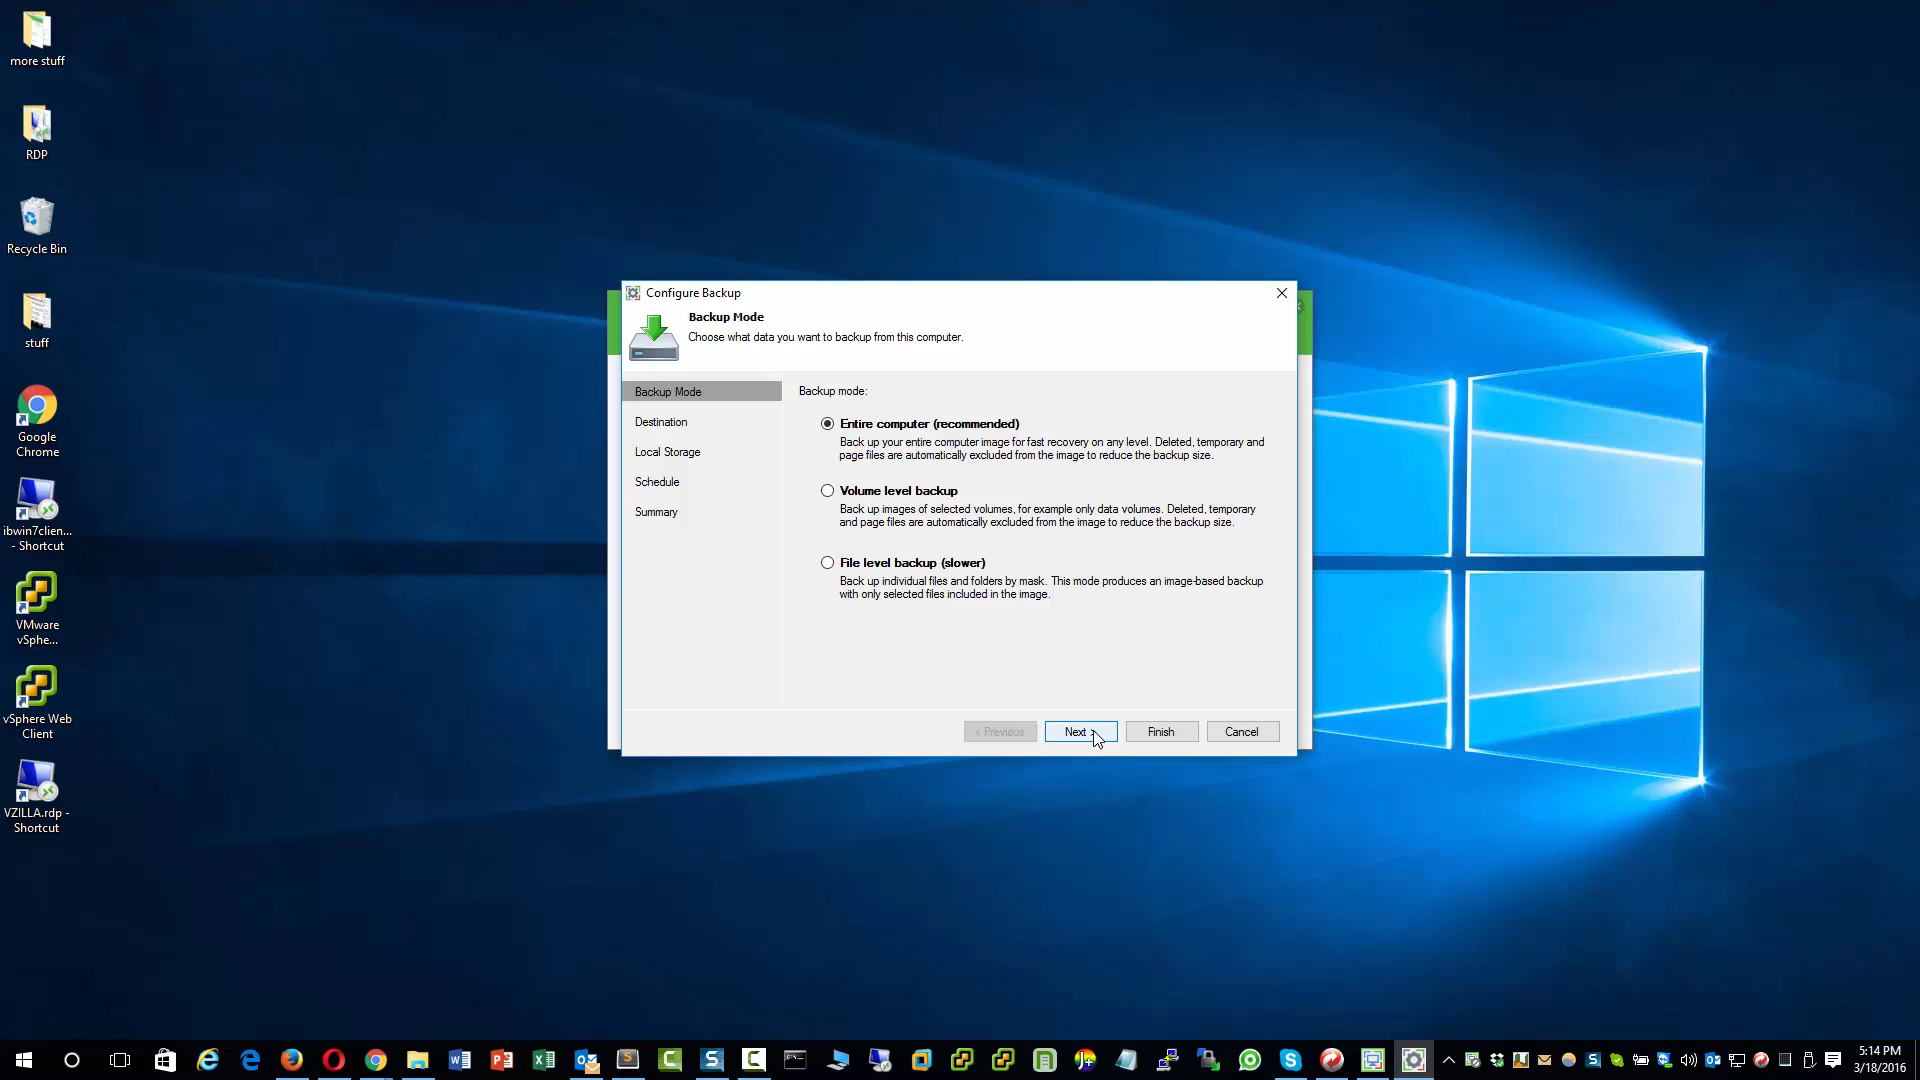 more stuff
RDP
Recycle Bin
stuff
Google
Chrome
ibwin7clien...
- Shortcut
VMware
vSphe...
vSphere Web
Client
VZILLA.rdp -
Shortcut
Configure Backup
Backup Mode
Choose what data you want to backup from this computer.
Backup Mode
Destination
Local Storage
Schedule
Summary
Backup mode:
Entire computer (recommended)
Back up your entire computer image for fast recovery on any level. Deleted, temporary and
page files are automatically excluded from the image to reduce the backup size.
Volume level backup
Back up images of selected volumes, for example only data volumes. Deleted, temporary
and page files are automatically excluded from the image to reduce the backup size.
File level backup (slower)
Back up individual files and folders by mask. This mode produces an image-based backup
with only selected files included in the image.
< Previous
Next >
Finish
Cancel
5:14 PM
3/18/2016